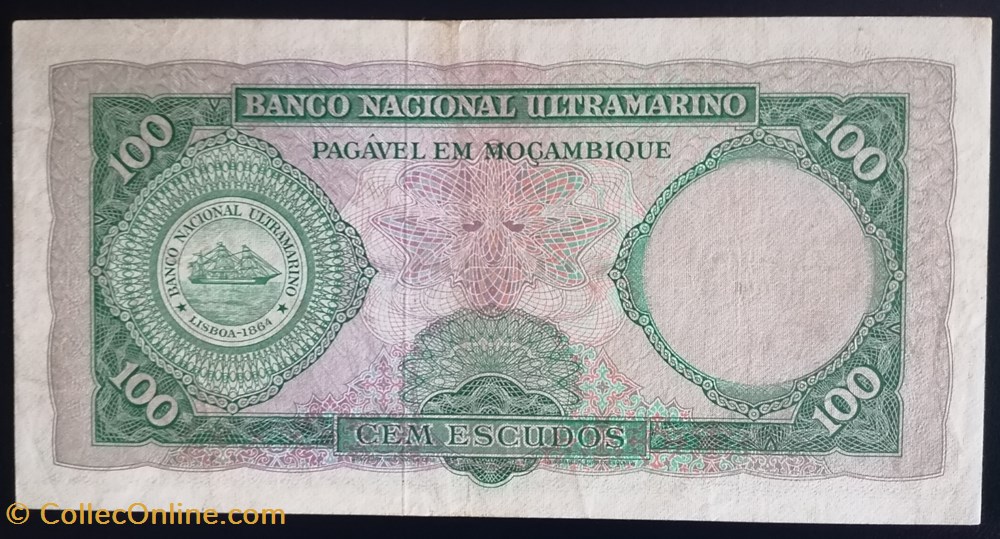 BANCO NACIONAL ULTRAMARINO
PAGÁVEL EM MOÇAMBIQUE
100
100
BANCO NACIONAL ULTRAMARINO
LISBOA-1864
100
100
CEM ESCUDOS
© CollecOnline.com